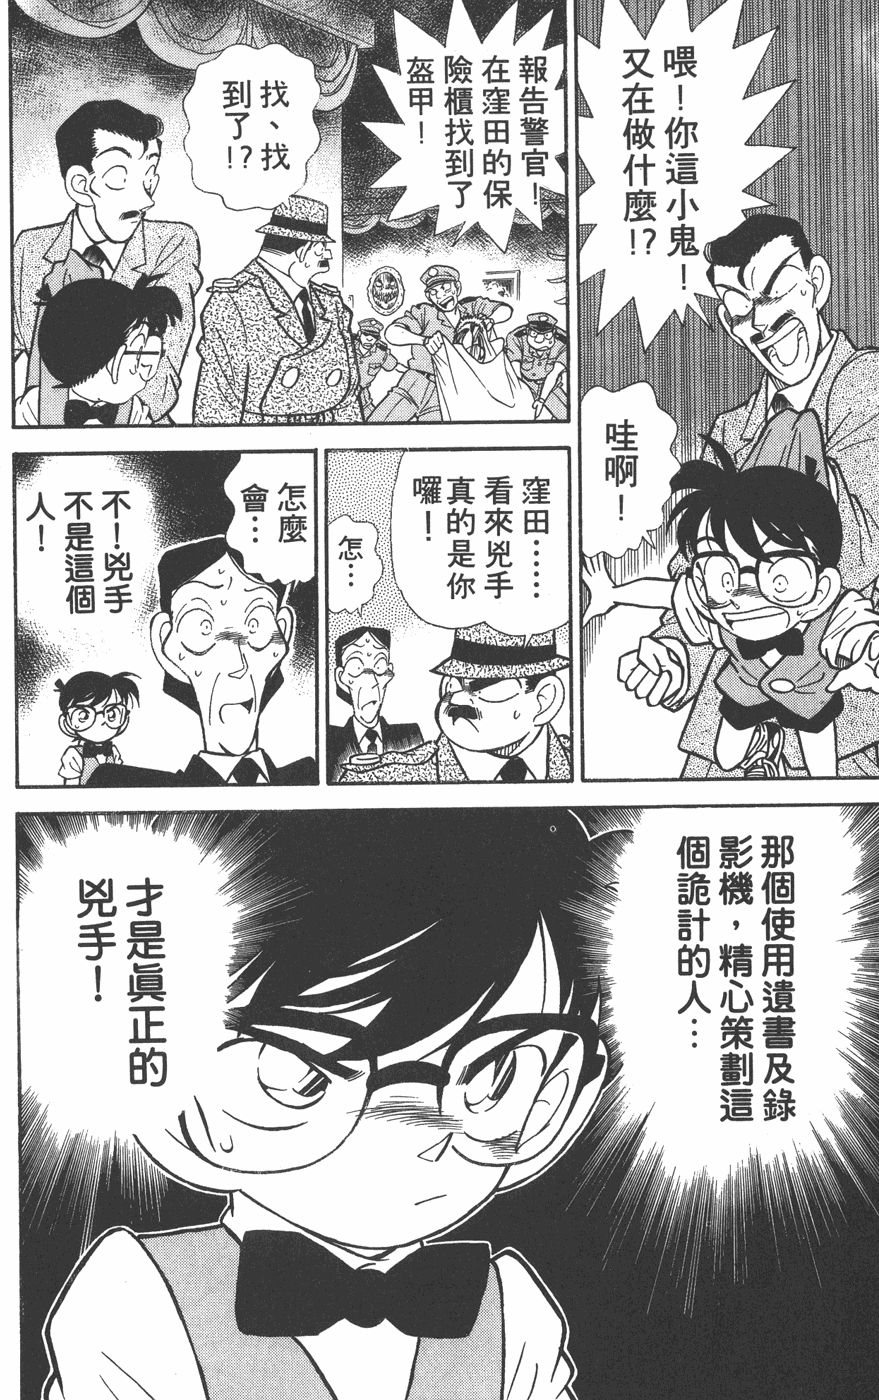 喂！你這小鬼！
又在做什麼!?
哇啊！
報告警官！
在窪田的保
險櫃找到了
盔甲！
找、找
到了!?
窪田……
看來兇手
真的是你
囉！
怎…
怎麼
會…
不！兇手
不是這個
人！
那個使用遺書及錄
影機，精心策劃這
個詭計的人…
才是真正的
兇手！